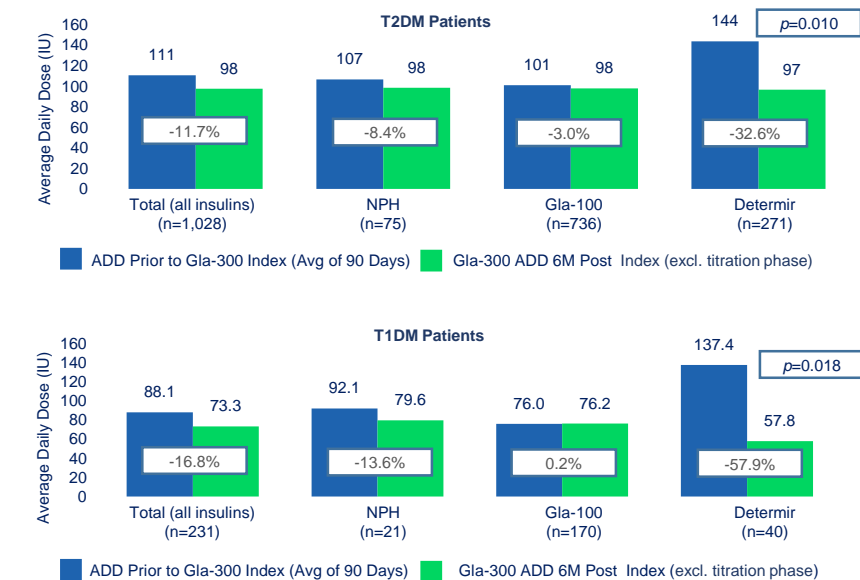 T2DM Patients
p=0.010
Average Daily Dose (IU)
160
140
120
100
80
60
40
20
0
111 98 107 98 101 98 144 97
-11.7% -8.4% -3.0% -32.6%
Total (all insulins) NPH Gla-100 Determir
(n=1,028) (n=75) (n=736) (n=271)
ADD Prior to Gla-300 Index (Avg of 90 Days) Gla-300 ADD 6M Post Index (excl. titration phase)
T1DM Patients
p=0.018
Average Daily Dose (IU)
160
140
120
100
80
60
40
20
0
88.1 73.3 92.1 79.6 76.0 76.2 137.4 57.8
-16.8% -13.6% 0.2% -57.9%
Total (all insulins) NPH Gla-100 Determir
(n=231) (n=21) (n=170) (n=40)
ADD Prior to Gla-300 Index (Avg of 90 Days) Gla-300 ADD 6M Post Index (excl. titration phase)